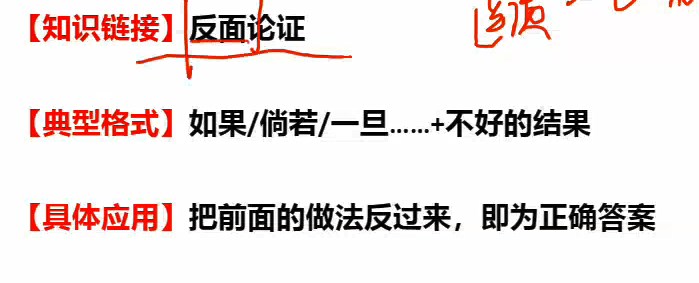 【知识链接】反面论证
【典型格式】如果/倘若/一旦……+不好的结果
【具体应用】把前面的做法反过来，即为正确答案